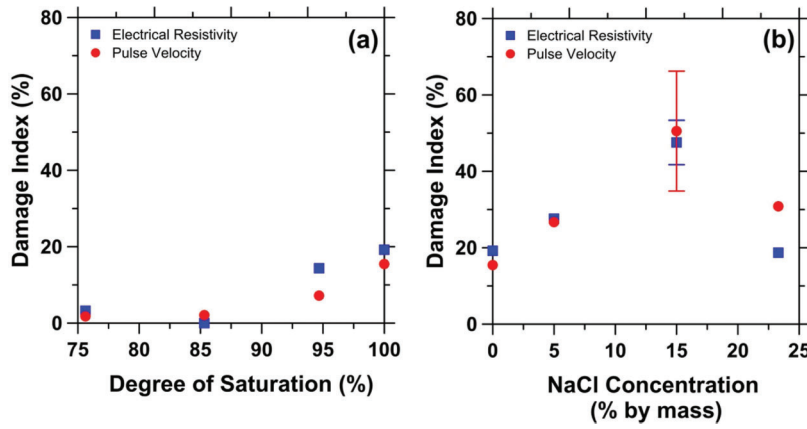 Electrical Resistivity
Pulse Velocity
(a)
80
60
40
20
0
Damage Index (%)
75 80 85 90 95 100
Degree of Saturation (%)
Electrical Resistivity
Pulse Velocity
(b)
80
60
40
20
0
Damage Index (%)
0 5 10 15 20 25
NaCl Concentration
(% by mass)